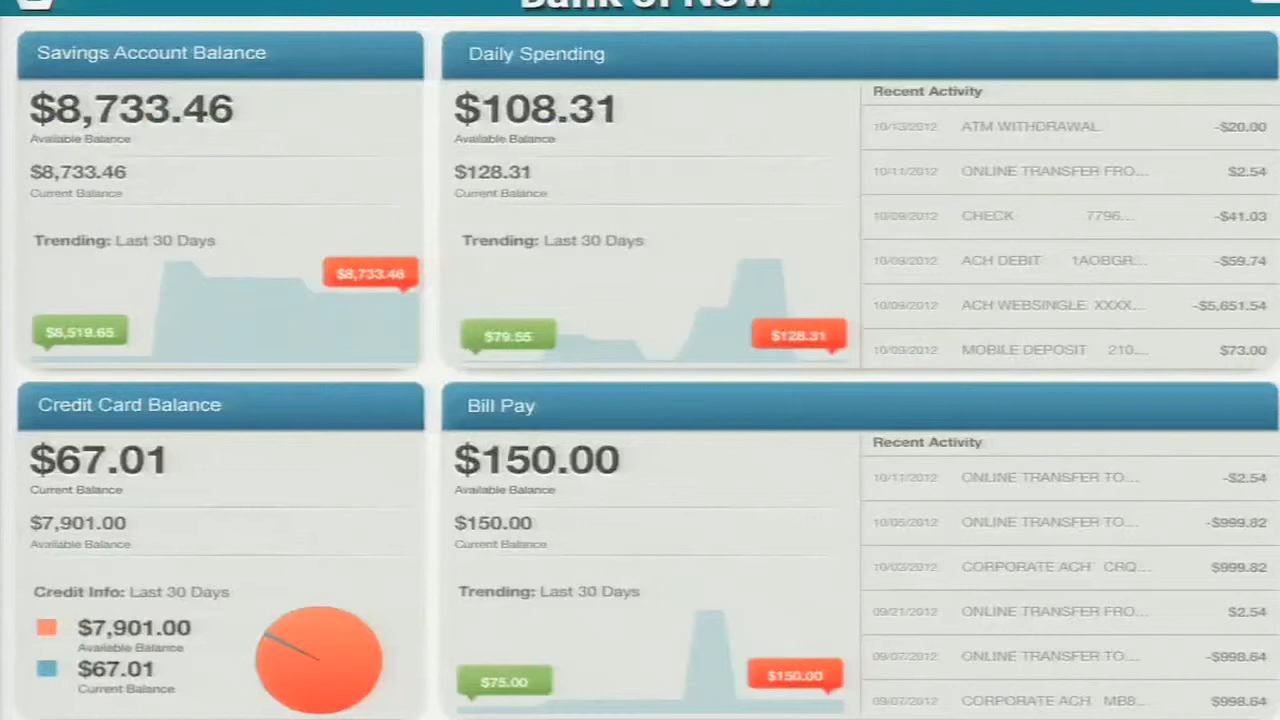 Bank of Now
Savings Account Balance
$8,733.46
Available Balance
$8,733.46
Current Balance
Trending: Last 30 Days
$8,733.46
$8,519.65
Daily Spending
$108.31
Available Balance
$128.31
Current Balance
Trending: Last 30 Days
$79.55
$128.31
Recent Activity
10/13/2012 ATM WITHDRAWAL -$20.00
10/11/2012 ONLINE TRANSFER FRO... $2.54
10/09/2012 CHECK 7796... -$41.03
10/09/2012 ACH DEBIT 1AOBGR... -$59.74
10/09/2012 ACH WEBSINGLE XXXX... -$5,651.54
10/09/2012 MOBILE DEPOSIT 210... $73.00
Credit Card Balance
$67.01
Current Balance
$7,901.00
Available Balance
Credit Info: Last 30 Days
$7,901.00
Available Balance
$67.01
Current Balance
Bill Pay
$150.00
Available Balance
$150.00
Current Balance
Trending: Last 30 Days
$75.00
$150.00
Recent Activity
10/11/2012 ONLINE TRANSFER TO... -$2.54
10/05/2012 ONLINE TRANSFER TO... -$999.82
10/02/2012 CORPORATE ACH CRQ... $999.82
09/21/2012 ONLINE TRANSFER FRO... $2.54
09/07/2012 ONLINE TRANSFER TO... -$998.64
09/07/2012 CORPORATE ACH MBB... $998.64